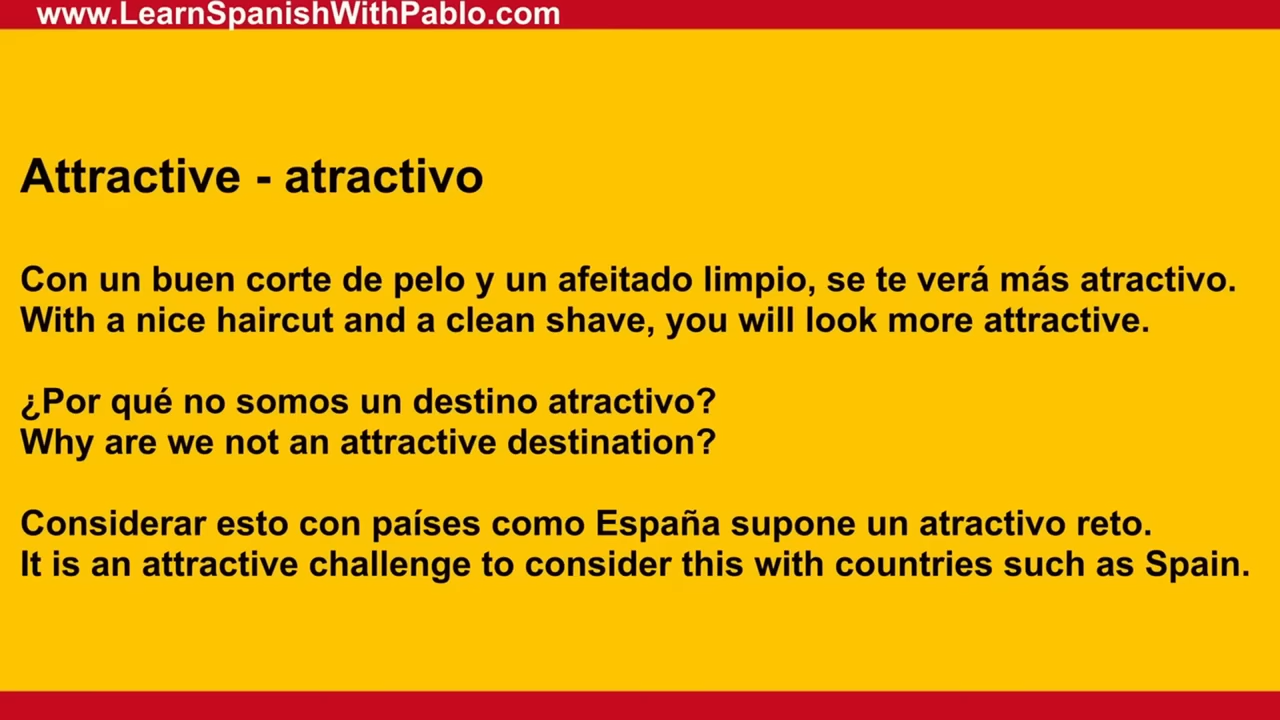 www.LearnSpanishWithPablo.com
Attractive - atractivo
Con un buen corte de pelo y un afeitado limpio, se te verá más atractivo.
With a nice haircut and a clean shave, you will look more attractive.
¿Por qué no somos un destino atractivo?
Why are we not an attractive destination?
Considerar esto con países como España supone un atractivo reto.
It is an attractive challenge to consider this with countries such as Spain.